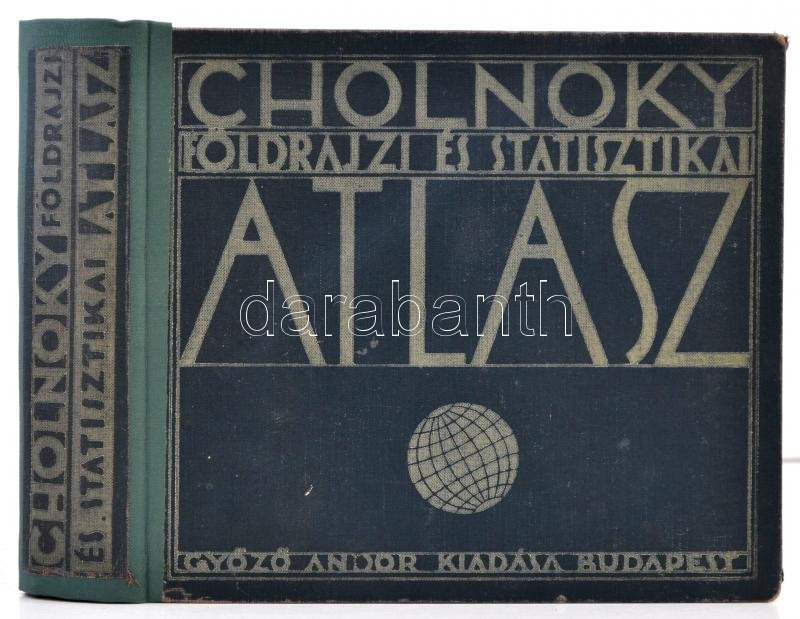 CHOLNOKY FÖLDRAJZI
ÉS STATISZTIKAI ATLASZ
CHOLNOKY
FÖLDRAJZI ÉS STATISZTIKAI
ATLASZ
darabanth
GYŐZŐ ANDOR KIADÁSA BUDAPEST